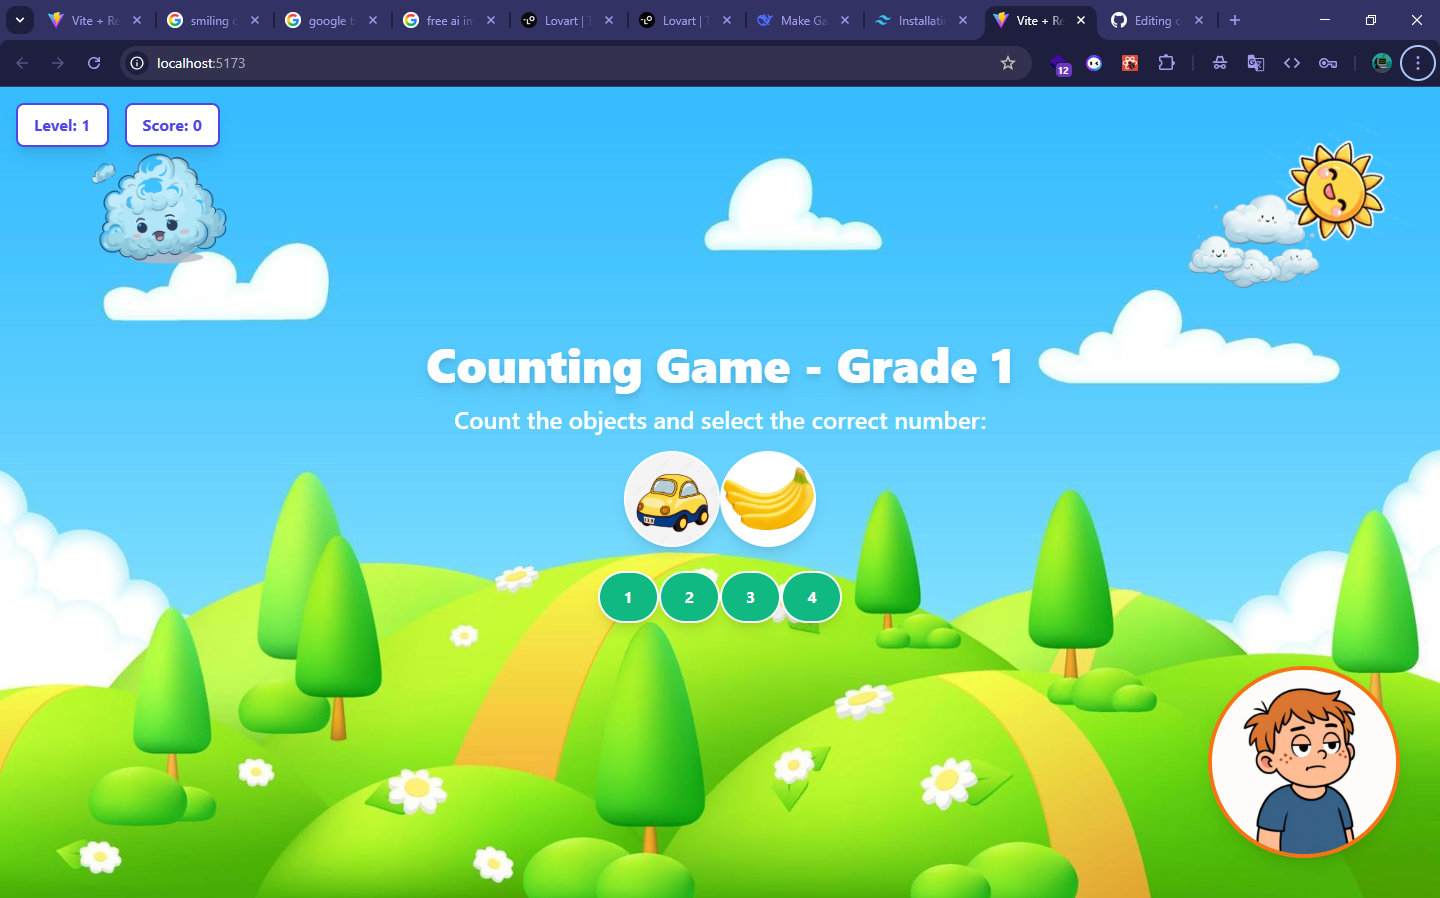 Vite + Re
smiling c
google b
free ai im
Lovart | T
Lovart | T
Make Ga
Installati
Vite + Re
Editing c
localhost:5173
12
Level: 1
Score: 0
Counting Game - Grade 1
Count the objects and select the correct number:
1
2
3
4